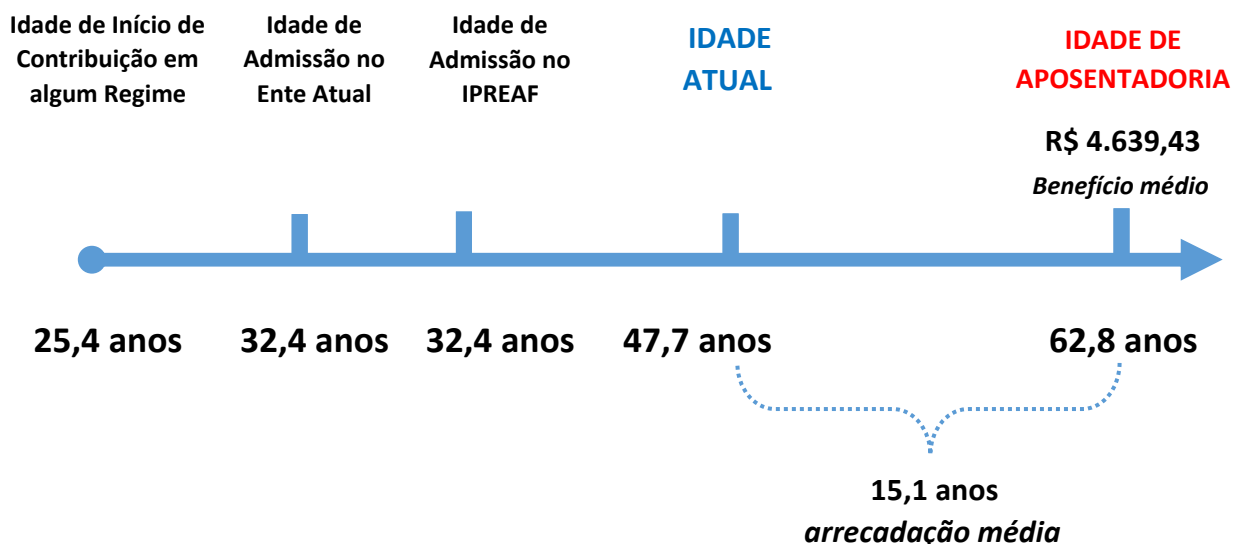 Idade de Início de
Contribuição em
algum Regime
Idade de
Admissão no
Ente Atual
Idade de
Admissão no
IPREAF
IDADE
ATUAL
IDADE DE
APOSENTADORIA
R$ 4.639,43
Benefício médio
25,4 anos
32,4 anos
32,4 anos
47,7 anos
62,8 anos
15,1 anos
arrecadação média